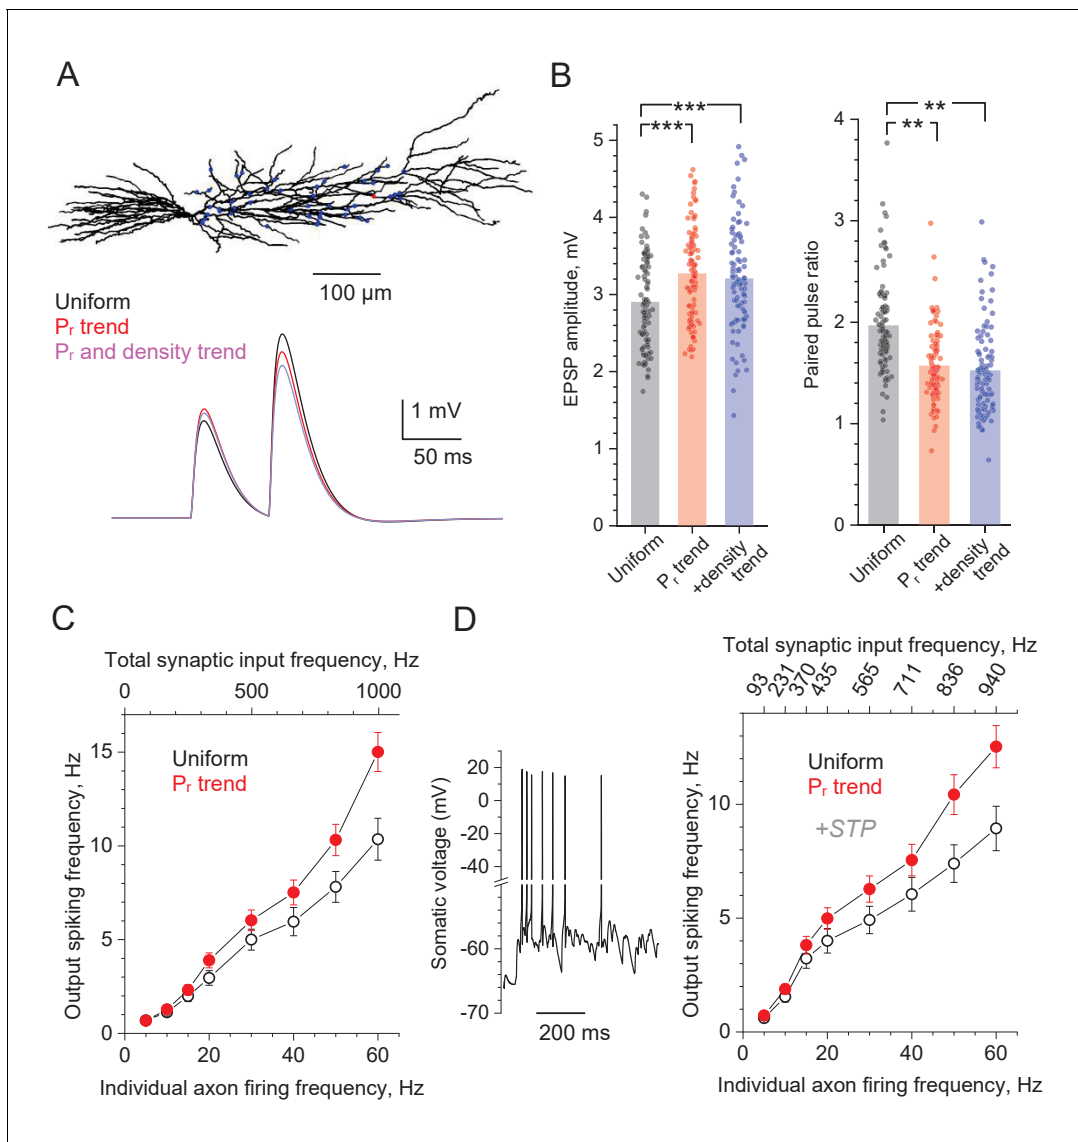 A
100 µm
Uniform
Pr trend
Pr and density trend
1 mV
50 ms
B
EPSP amplitude, mV
5
4
3
2
1
0
***
***
Uniform
Pr trend
+density trend
Paired pulse ratio
4
3
2
1
0
**
**
Uniform
Pr trend
+density trend
C
Total synaptic input frequency, Hz
0 500 1000
Uniform
Pr trend
Output spiking frequency, Hz
15
10
5
0
0 20 40 60
Individual axon firing frequency, Hz
D
Somatic voltage (mV)
20
0
-20
-40
-60
-70
200 ms
Total synaptic input frequency, Hz
93 231 370 435 565 711 836 940
Uniform
Pr trend
+STP
Output spiking frequency, Hz
10
5
0
0 20 40 60
Individual axon firing frequency, Hz